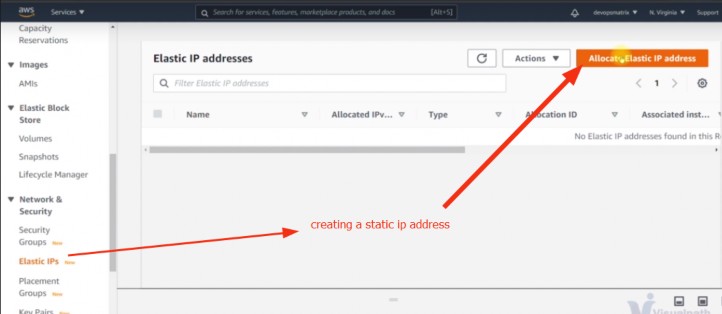 aws Services ▼ Search for services, features, marketplace products, and docs [Alt+S] devopsmatrix ▼ N. Virginia ▼ Support
Capacity
Reservations
Images
AMIs
Elastic Block
Store
Volumes
Snapshots
Lifecycle Manager
Network &
Security
Security
Groups New
Elastic IPs New
Placement
Groups New
Key Pairs
Elastic IP addresses Actions ▼ Allocate Elastic IP address
Filter Elastic IP addresses 1
Name Allocated IPv... Type Allocation ID Associated inst...
No Elastic IP addresses found in this R
creating a static ip address
Visualpath